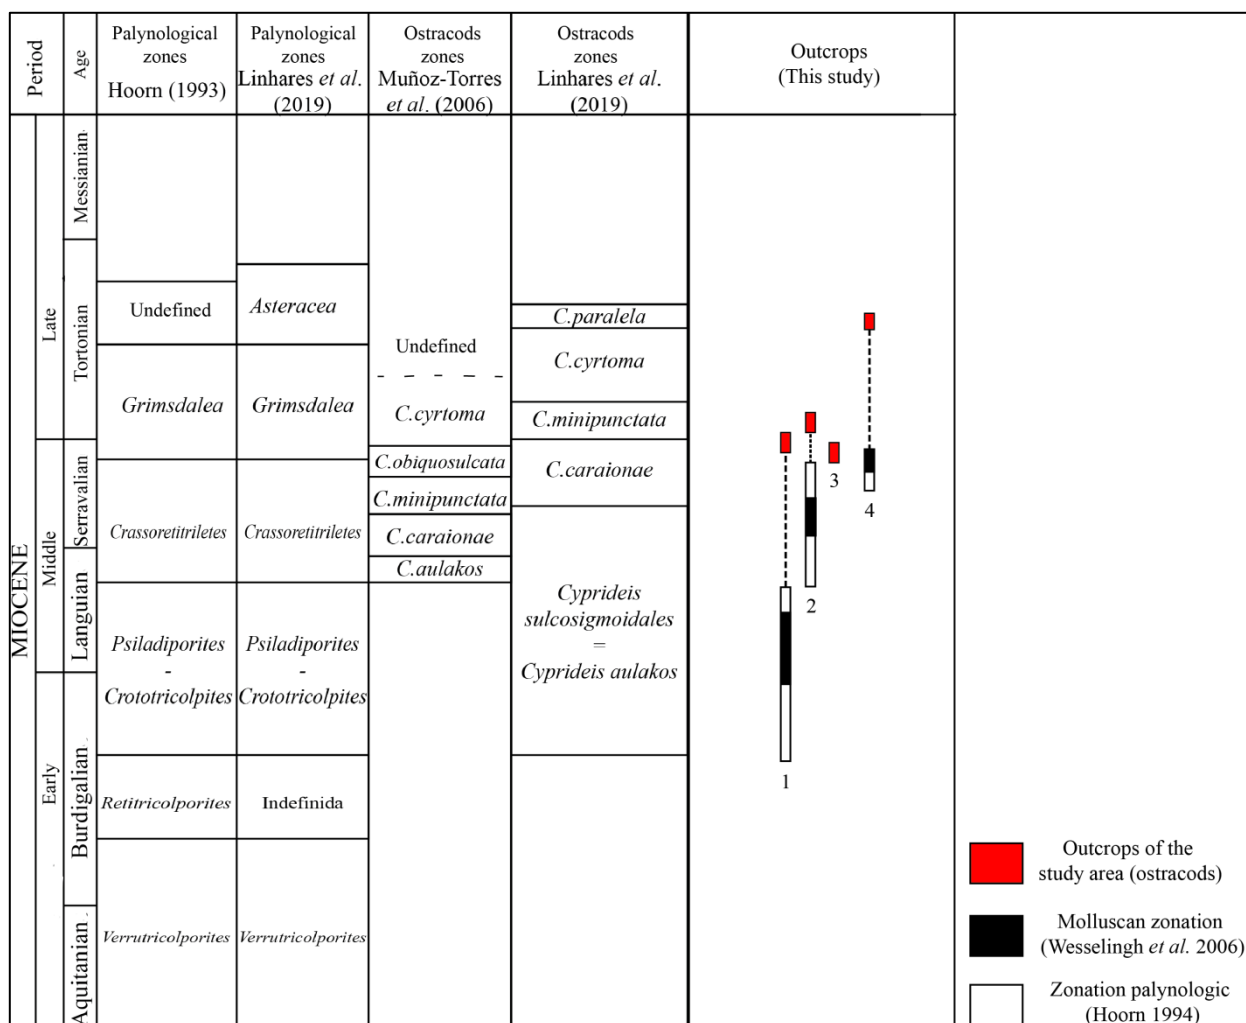 Period
Age
Palynological
zones
Hoorn (1993)
Palynological
zones
Linhares et al.
(2019)
Ostracods
zones
Muñoz-Torres
et al. (2006)
Ostracods
zones
Linhares et al.
(2019)
Outcrops
(This study)
MIOCENE
Late
Middle
Early
Messianian
Tortonian
Serravalian
Languian
Burdigalian
Aquitanian
Undefined
Grimsdalea
Crassoretitriletes
Psiladiporites
-
Crototricolpites
Retitricolporites
Verrutricolporites
Asteracea
Grimsdalea
Crassoretitriletes
Psiladiporites
-
Crototricolpites
Indefinida
Verrutricolporites
Undefined
C.cyrtoma
C.obiquosulcata
C.minipunctata
C.caraionae
C.aulakos
C.paralela
C.cyrtoma
C.minipunctata
C.caraionae
Cyprideis
sulcosigmoidales
=
Cyprideis aulakos
1
2
3
4
Outcrops of the
study area (ostracods)
Molluscan zonation
(Wesselingh et al. 2006)
Zonation palynologic
(Hoorn 1994)